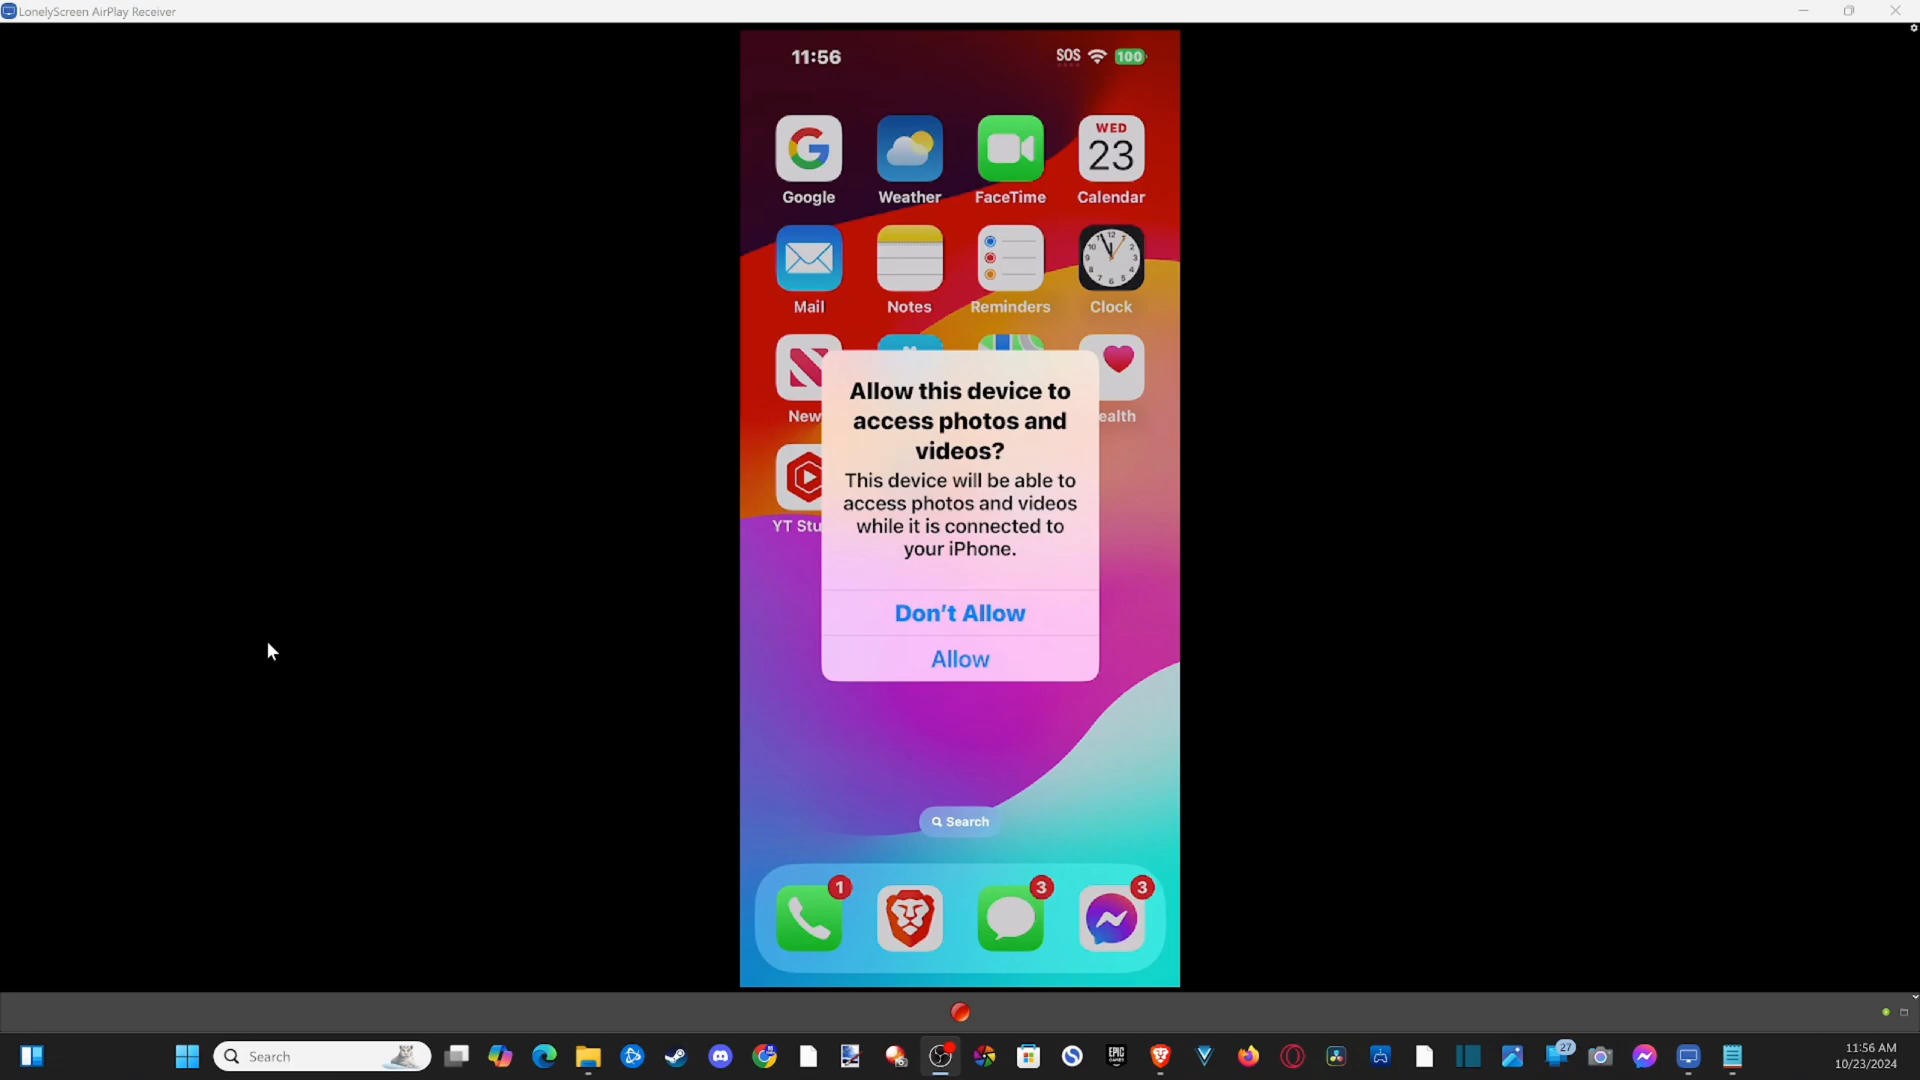 LonelyScreen AirPlay Receiver
11:56
SOS
100
WED
23
Google
Weather
FaceTime
Calendar
Mail
Notes
Reminders
Clock
New
ealth
YT Stu
Allow this device to
access photos and
videos?
This device will be able to
access photos and videos
while it is connected to
your iPhone.
Don't Allow
Allow
Search
1
3
3
Search
EPIC
GAMES
27
11:56 AM
10/23/2024